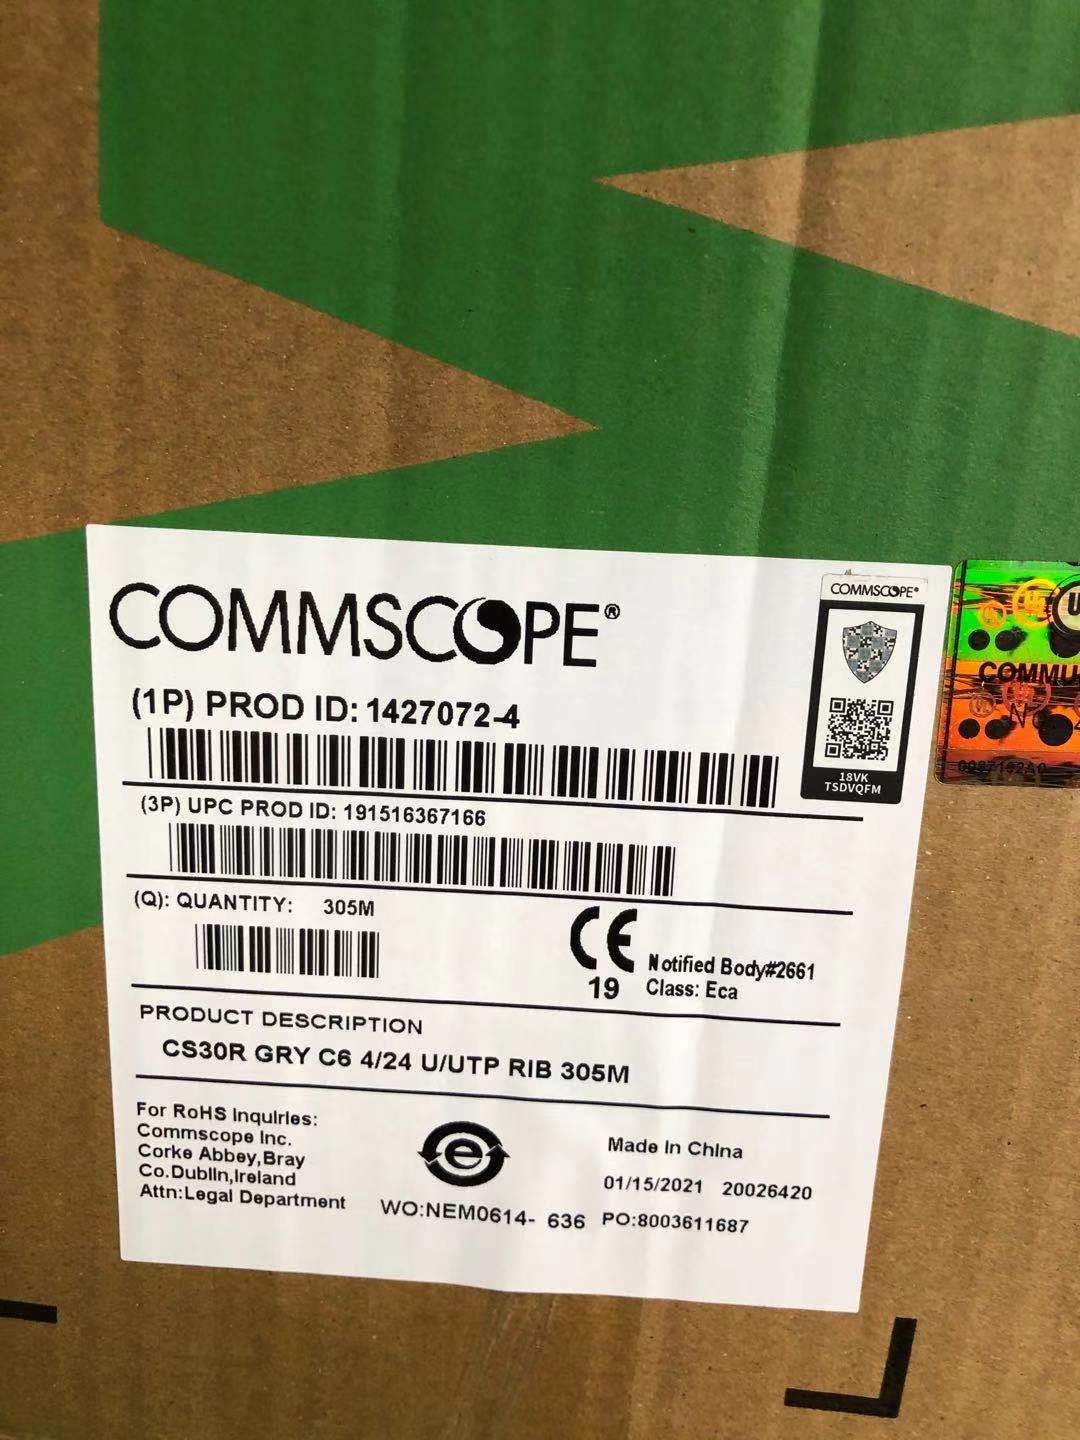 COMMSCOPE®
(1P) PROD ID: 1427072-4
(3P) UPC PROD ID: 191516367166
(Q): QUANTITY: 305M
CE
19
Notified Body#2661
Class: Eca
PRODUCT DESCRIPTION
CS30R GRY C6 4/24 U/UTP RIB 305M
For RoHS Inquiries:
Commscope Inc.
Corke Abbey,Bray
Co.Dublin,Ireland
Attn:Legal Department
e
WO:NEM0614- 636
Made In China
01/15/2021 20026420
PO:8003611687
COMMSCOPE®
18VK
TSDVQFM
COMMU